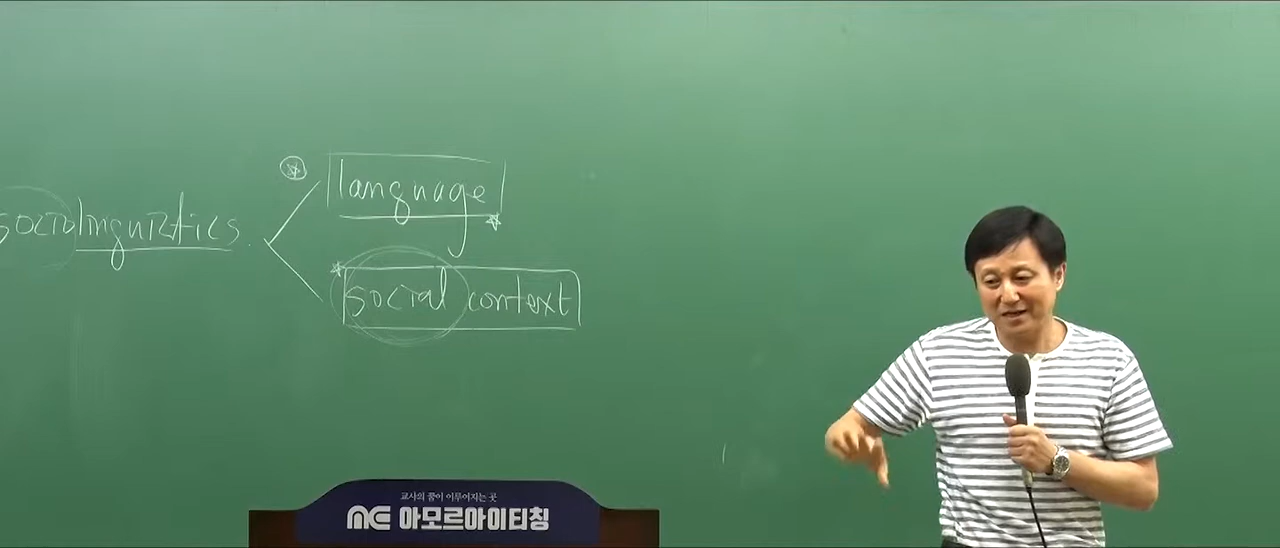 language
sociolinguistics
social context
교사의 꿈이 이루어지는 곳
아모르아이티칭